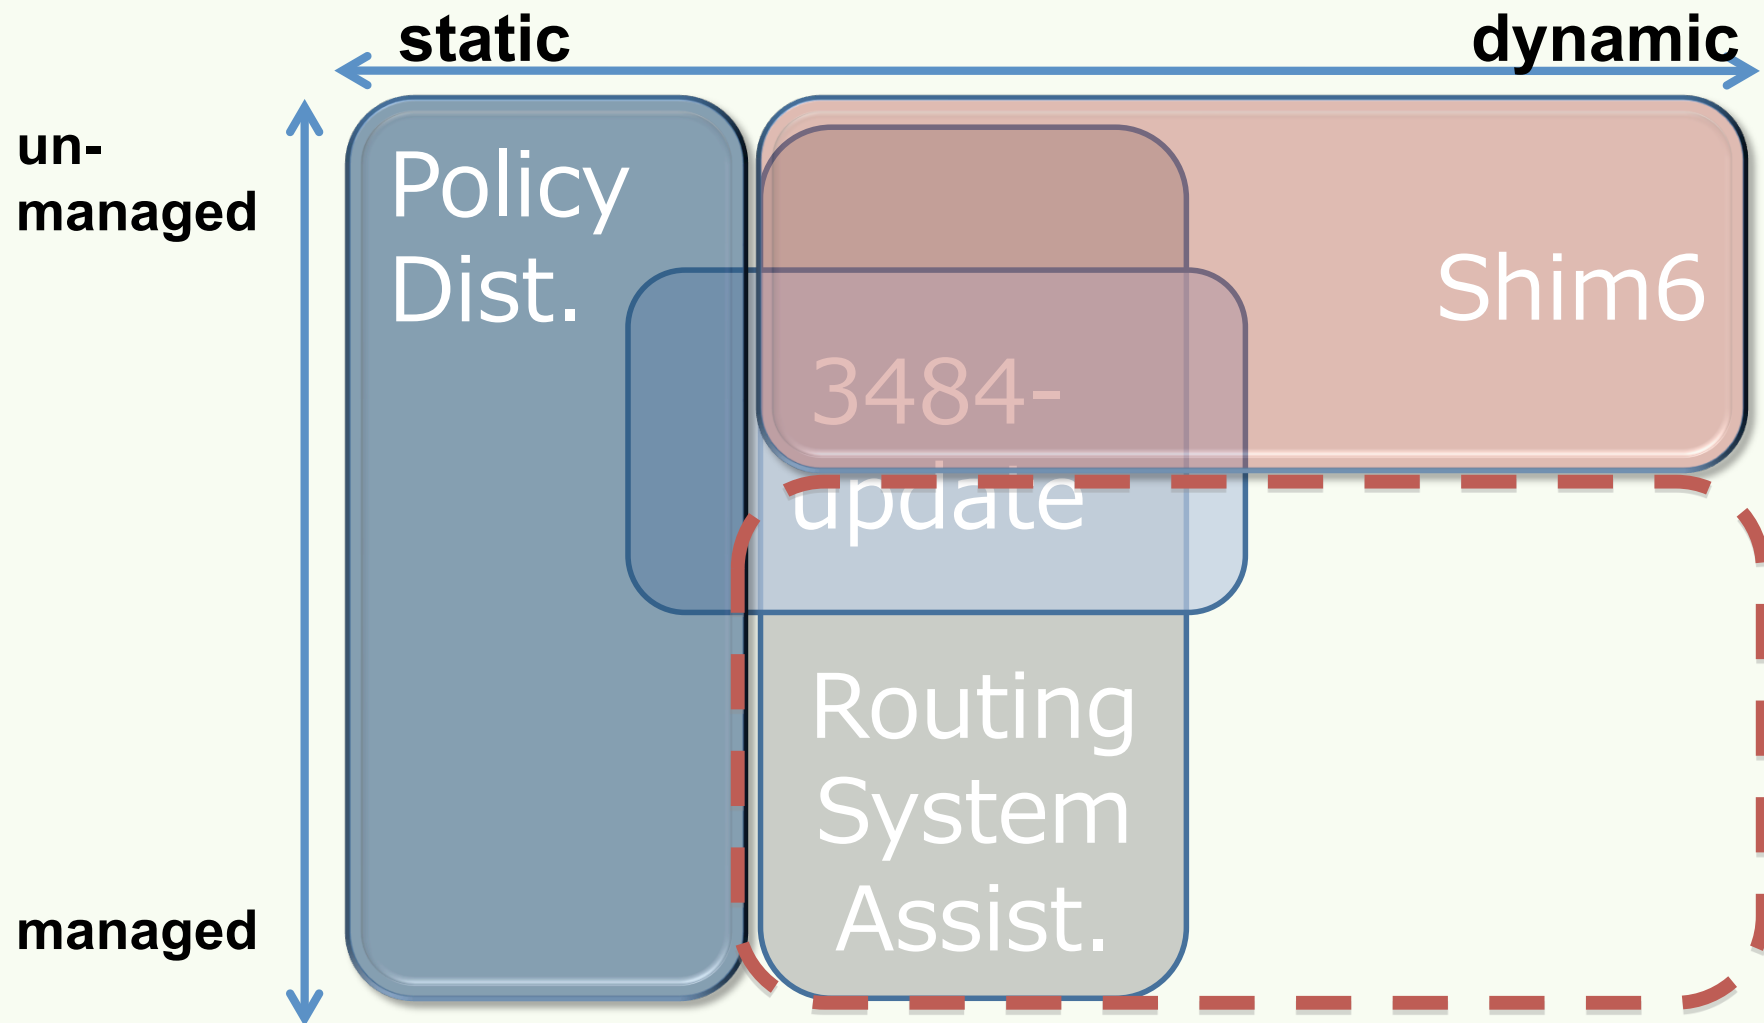 static
dynamic
un-
managed
Policy
Dist.
Shim6
3484-
update
Routing
System
Assist.
managed